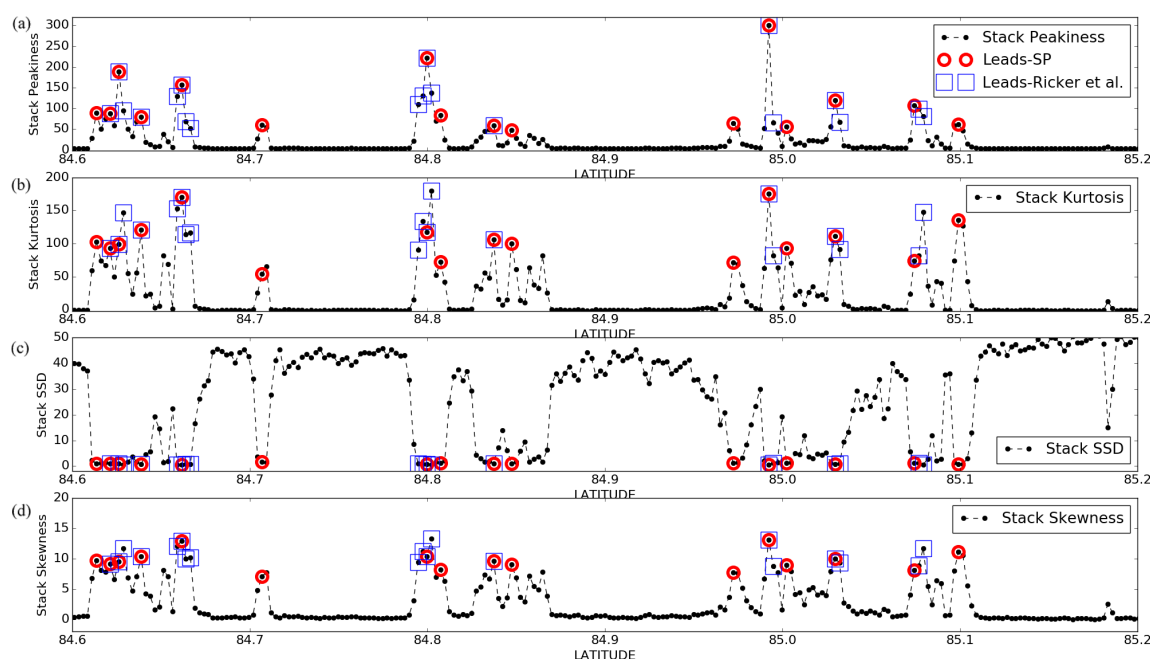 (a)
Stack Peakiness
300
250
200
150
100
50
0
Stack Peakiness
Leads-SP
Leads-Ricker et al.
84.6 84.7 84.8 84.9 85.0 85.1 85.2
LATITUDE
(b)
Stack Kurtosis
200
150
100
50
0
Stack Kurtosis
84.6 84.7 84.8 84.9 85.0 85.1 85.2
LATITUDE
(c)
Stack SSD
50
40
30
20
10
0
Stack SSD
84.6 84.7 84.8 84.9 85.0 85.1 85.2
LATITUDE
(d)
Stack Skewness
20
15
10
5
0
Stack Skewness
84.6 84.7 84.8 84.9 85.0 85.1 85.2
LATITUDE